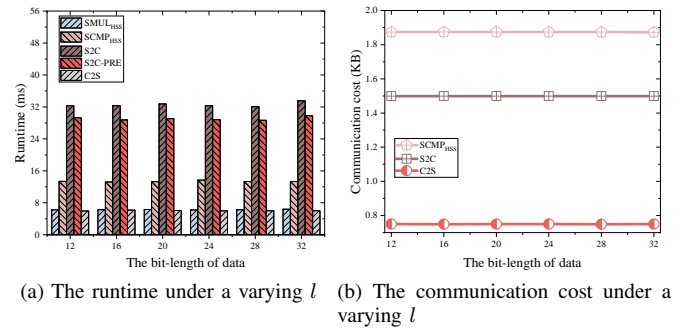 56
48
40
32
24
16
8
0
Rumtime (ms)
SMUL_HSS
SCMP_HSS
S2C
S2C-PRE
C2S
12 16 20 24 28 32
The bit-length of data
(a) The runtime under a varying l
2.0
1.8
1.6
1.4
1.2
1.0
0.8
Communication cost (KB)
SCMP_HSS
S2C
C2S
12 16 20 24 28 32
The bit-length of data
(b) The communication cost under a
varying l